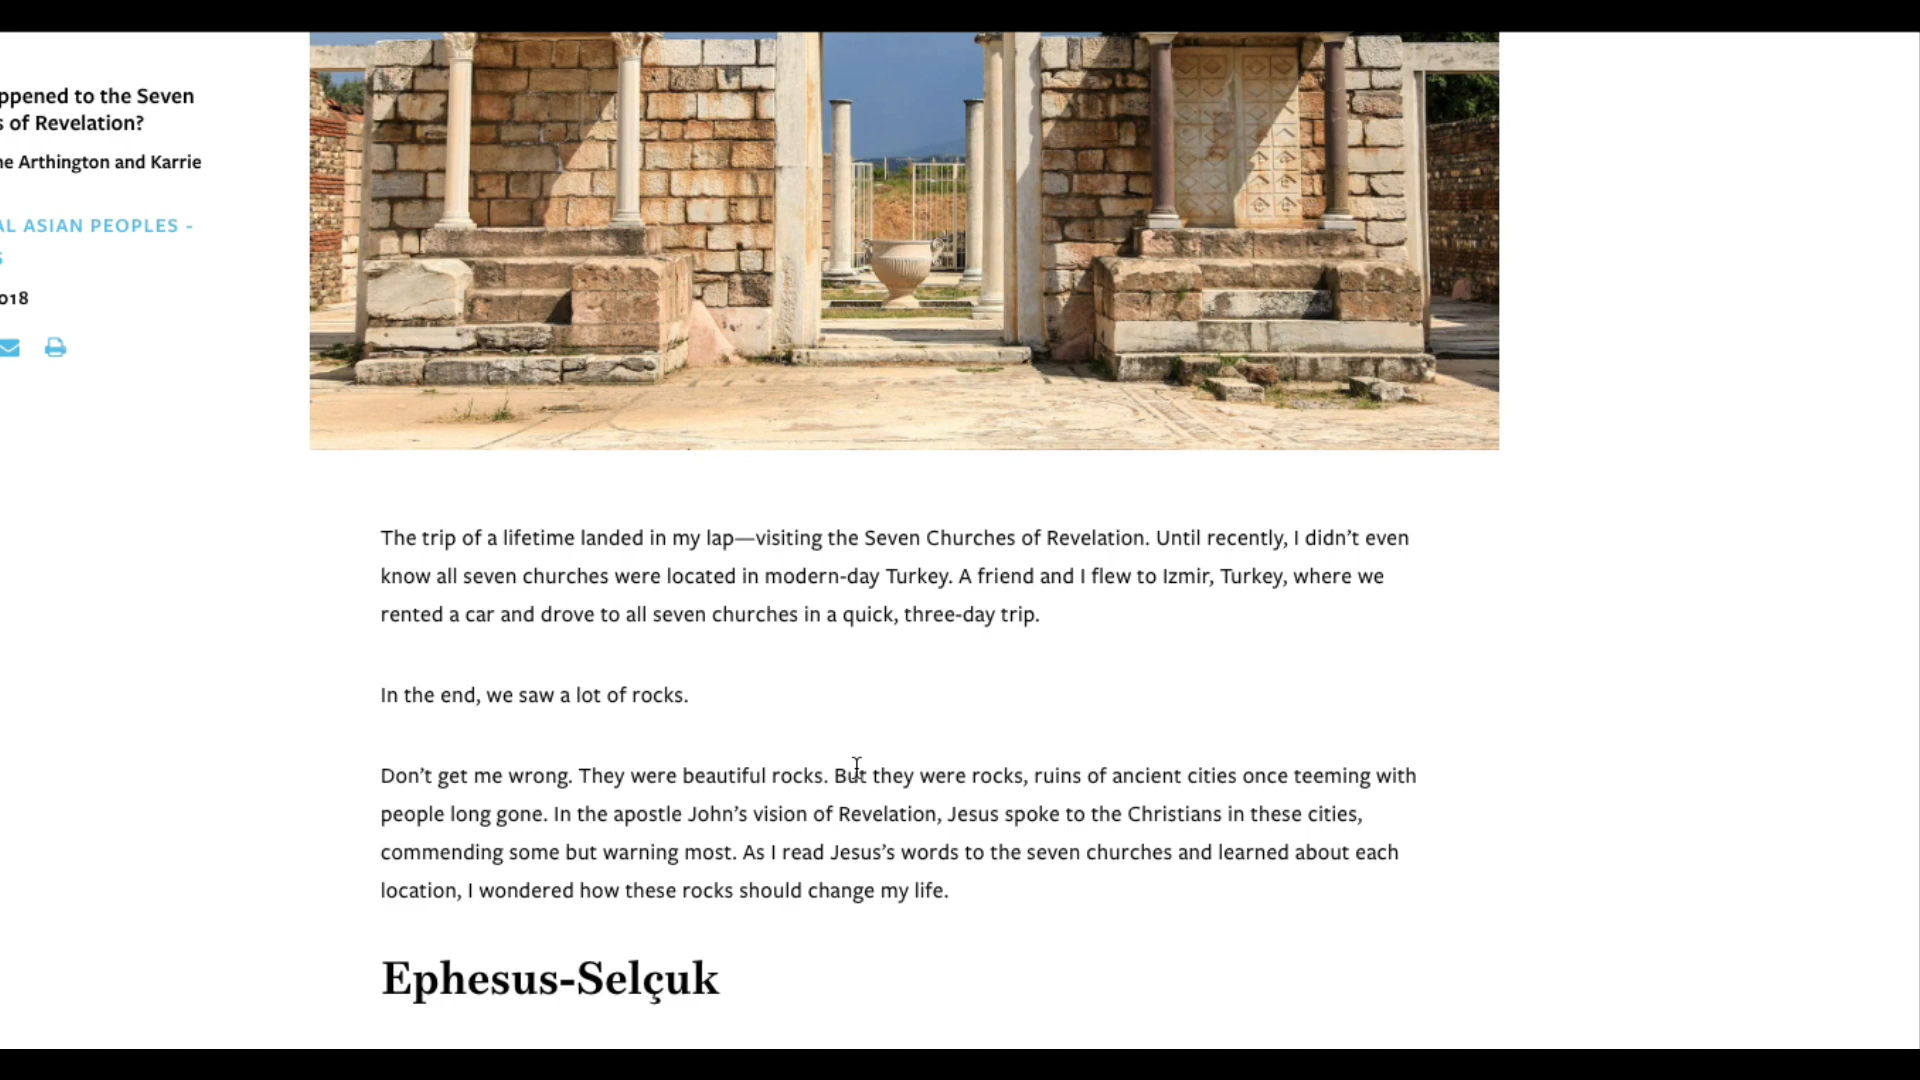 ppened to the Seven
s of Revelation?
ne Arthington and Karrie
AL ASIAN PEOPLES -
S
018
The trip of a lifetime landed in my lap—visiting the Seven Churches of Revelation. Until recently, I didn’t even
know all seven churches were located in modern-day Turkey. A friend and I flew to Izmir, Turkey, where we
rented a car and drove to all seven churches in a quick, three-day trip.
In the end, we saw a lot of rocks.
Don’t get me wrong. They were beautiful rocks. But they were rocks, ruins of ancient cities once teeming with
people long gone. In the apostle John’s vision of Revelation, Jesus spoke to the Christians in these cities,
commending some but warning most. As I read Jesus’s words to the seven churches and learned about each
location, I wondered how these rocks should change my life.
Ephesus-Selçuk